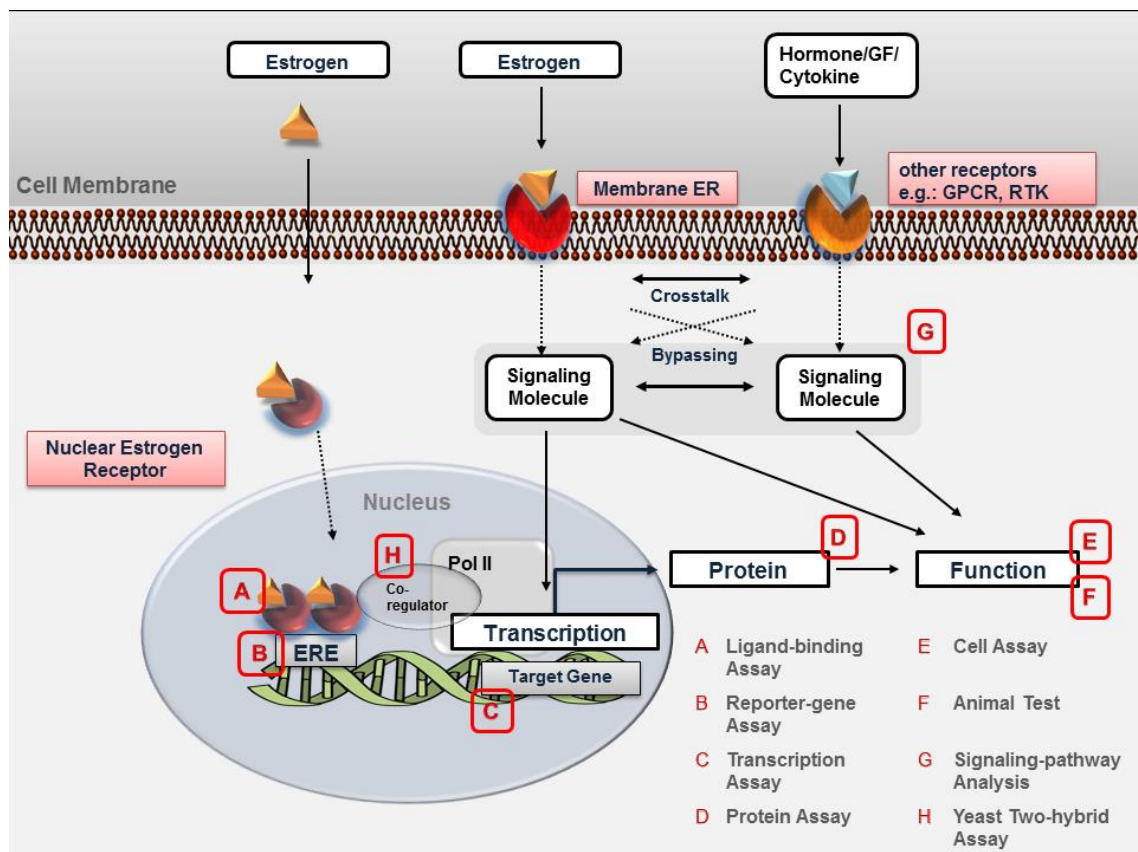 Estrogen
Estrogen
Hormone/GF/
Cytokine
Cell Membrane
Membrane ER
other receptors
e.g.: GPCR, RTK
Crosstalk
G
Bypassing
Signaling
Molecule
Signaling
Molecule
Nuclear Estrogen
Receptor
Nucleus
H
Pol II
D
E
A
Co-
regulator
Protein
Function
F
Transcription
B
ERE
Target Gene
C
A Ligand-binding
Assay
B Reporter-gene
Assay
C Transcription
Assay
D Protein Assay
E Cell Assay
F Animal Test
G Signaling-pathway
Analysis
H Yeast Two-hybrid
Assay